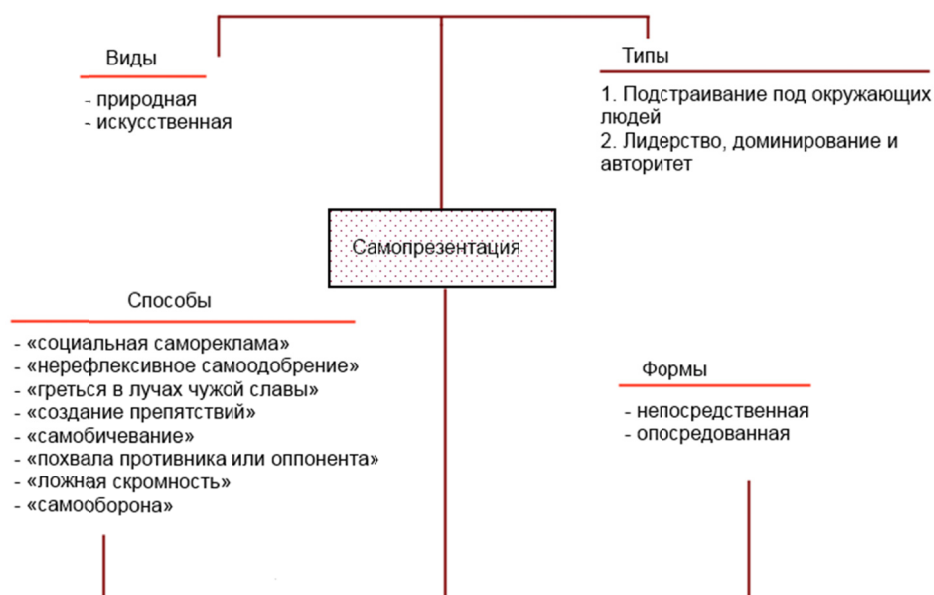 Виды
- природная
- искусственная
Типы
1. Подстраивание под окружающих
людей
2. Лидерство, доминирование и
авторитет
Самопрезентация
Способы
- «социальная самореклама»
- «нерефлексивное самоодобрение»
- «греться в лучах чужой славы»
- «создание препятствий»
- «самобичевание»
- «похвала противника или оппонента»
- «ложная скромность»
- «самооборона»
Формы
- непосредственная
- опосредованная